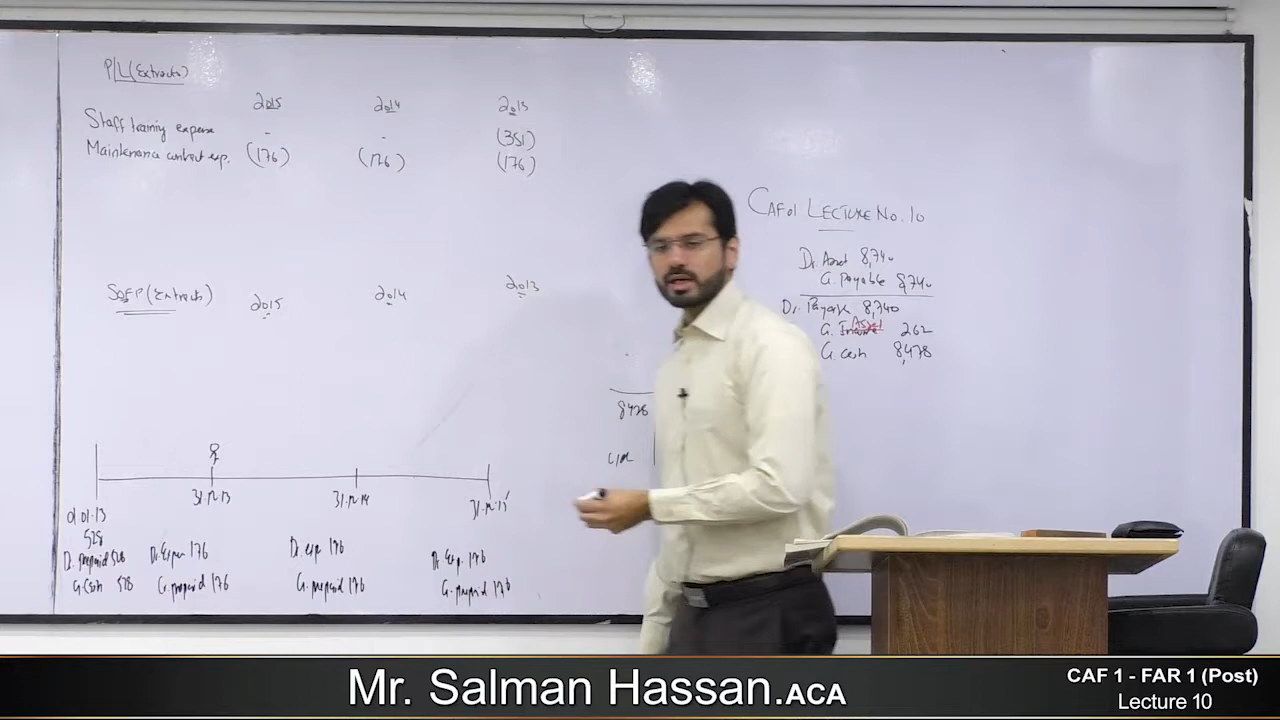 P/L (Extracts)
2015 2014 2013
Staff training expense - - (351)
Maintenance contract exp. (176) (176) (176)
SOFP (Extracts) 2015 2014 2013
31.12.13 31.12.14 31.12.15
01.01.13
528
Dr. prepaid 528 Dr. Expen 176 Dr. exp 176 Dr. Exp. 176
Cr. Cash 528 Cr. prepaid 176 Cr. prepaid 176 Cr. prepaid 176
8478
CAF01 LECTURE NO. 10
Dr. Asset 8,740
Cr. Payable 8,740
Dr. Payable 8,740
Asset
Cr. 262
Cr. Cash 8,478
Mr. Salman Hassan.ACA
CAF 1 - FAR 1 (Post)
Lecture 10